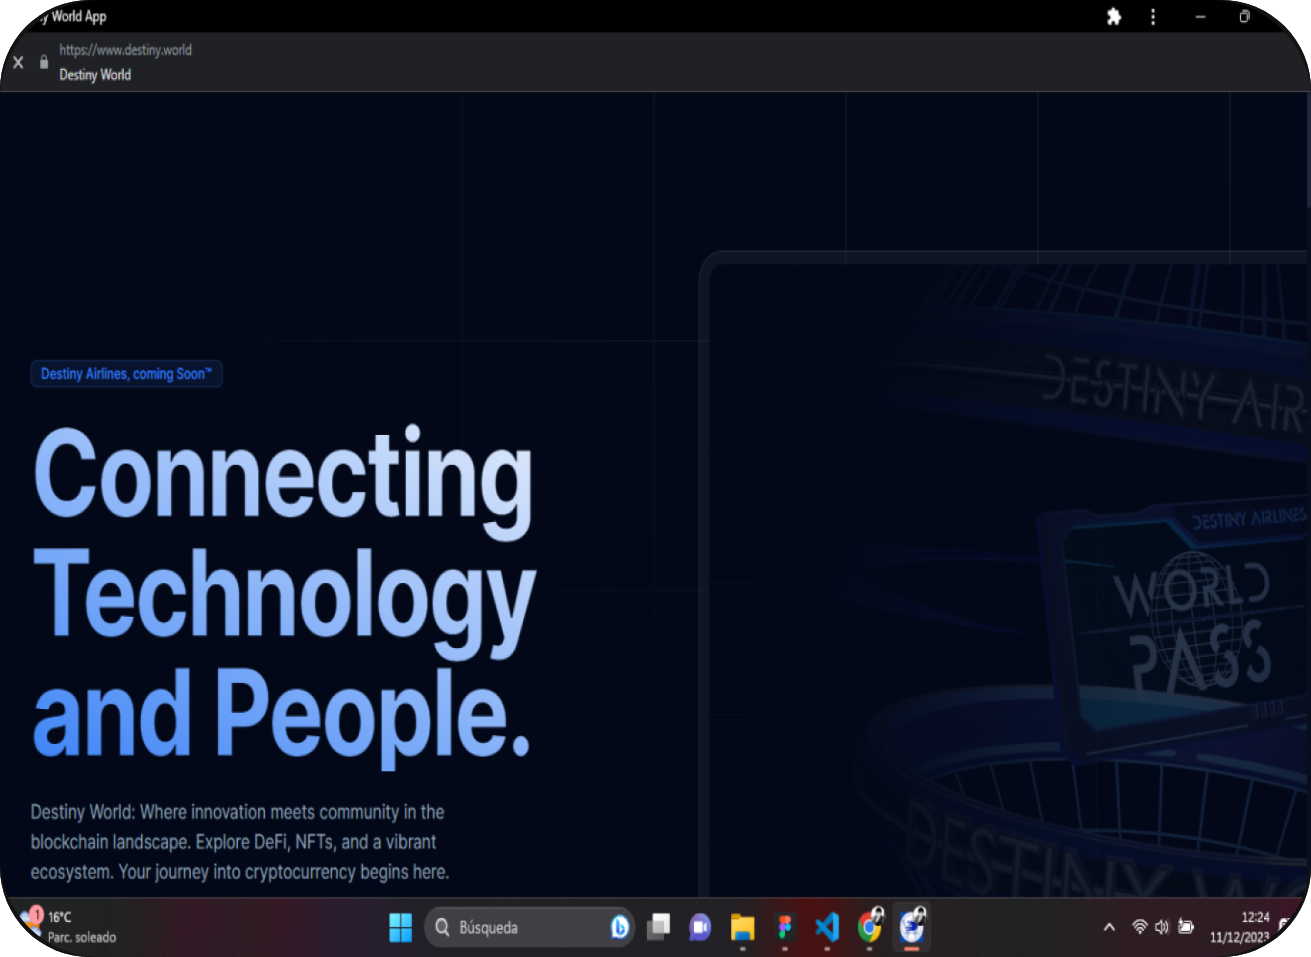 World App
https://www.destiny.world
Destiny World
Destiny Airlines, coming Soon™
Connecting
Technology
and People.
Destiny World: Where innovation meets community in the
blockchain landscape. Explore DeFi, NFTs, and a vibrant
ecosystem. Your journey into cryptocurrency begins here.
DESTINY AIR
DESTINY AIRLINES
WORLD
PASS
DESTINY WO
1
16°C
Parc. soleado
Búsqueda
12:24
11/12/2023